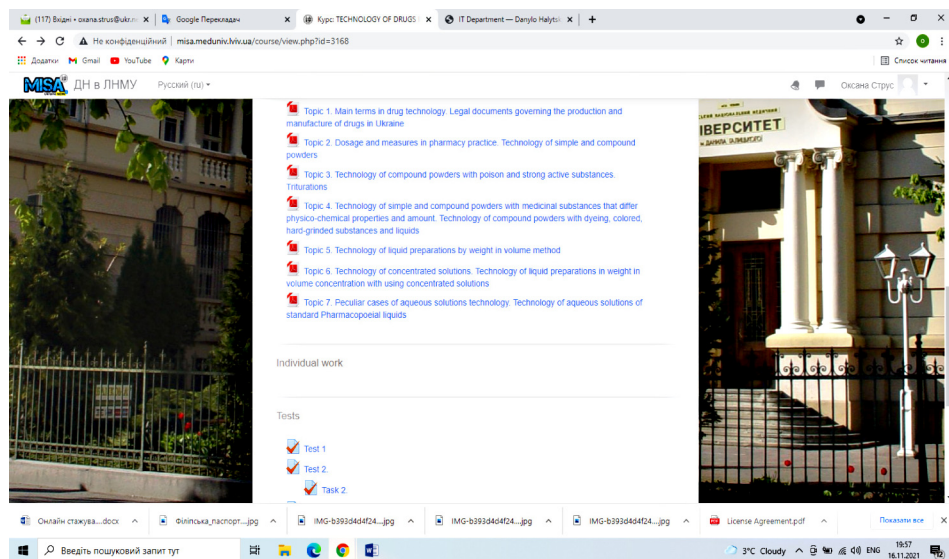 (117) Вхідні • oxana.strus@ukr.n
Google Перекладач
Курс: TECHNOLOGY OF DRUGS
IT Department — Danylo Halytsk
Не конфіденційний | misa.meduniv.lviv.ua/course/view.php?id=3168
Додатки Gmail YouTube Карти Список читання
MISA ДН в ЛНМУ Русский (ru) Оксана Струс
ІВЕРСИТЕТ
Topic 1. Main terms in drug technology. Legal documents governing the production and
manufacture of drugs in Ukraine
Topic 2. Dosage and measures in pharmacy practice. Technology of simple and compound
powders
Topic 3. Technology of compound powders with poison and strong active substances.
Triturations
Topic 4. Technology of simple and compound powders with medicinal substances that differ
physico-chemical properties and amount. Technology of compound powders with dyeing, colored,
hard-grinded substances and liquids
Topic 5. Technology of liquid preparations by weight in volume method
Topic 6. Technology of concentrated solutions. Technology of liquid preparations in weight in
volume concentration with using concentrated solutions
Topic 7. Peculiar cases of aqueous solutions technology. Technology of aqueous solutions of
standard Pharmacopoeial liquids
Individual work
Tests
Test 1
Test 2.
Task 2.
Онлайн стажува....docx
Філіпська_паспорт...jpg
IMG-b393d4d4f24...jpg
IMG-b393d4d4f24...jpg
IMG-b393d4d4f24...jpg
License Agreement.pdf
Показати все
Введіть пошуковий запит тут
3°C Cloudy ENG 19:57
16.11.2021